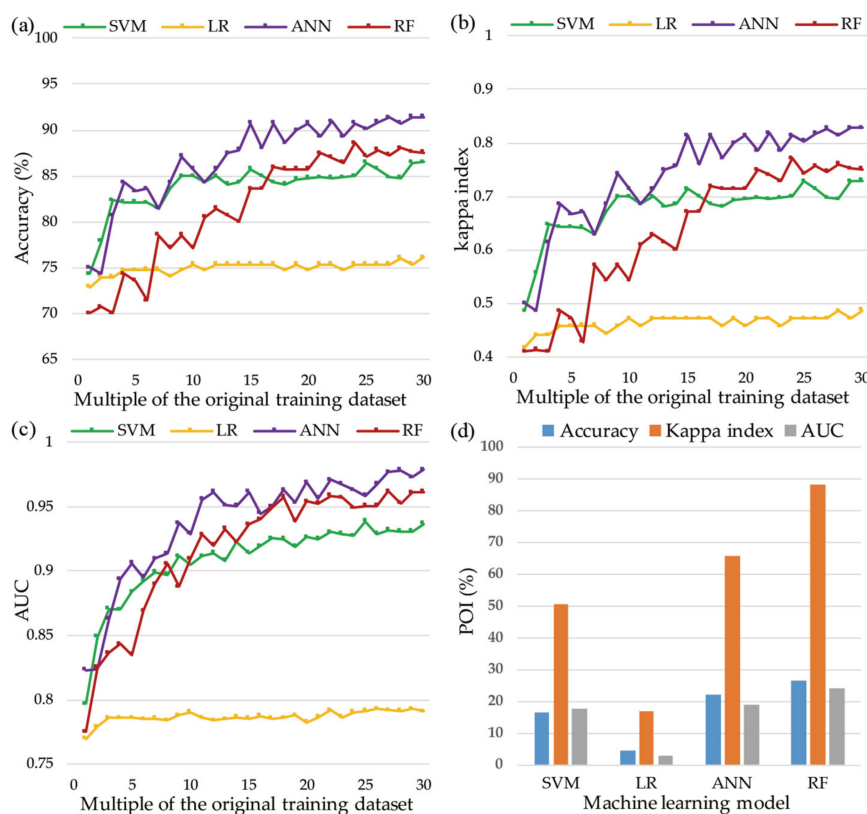 (a)
SVM LR ANN RF
100
95
90
85
80
75
70
65
Accuracy (%)
0 5 10 15 20 25 30
Multiple of the original training dataset
(b)
SVM LR ANN RF
1
0.9
0.8
0.7
0.6
0.5
0.4
kappa index
0 5 10 15 20 25 30
Multiple of the original training dataset
(c)
SVM LR ANN RF
1
0.95
0.9
0.85
0.8
0.75
AUC
0 5 10 15 20 25 30
Multiple of the original training dataset
(d)
Accuracy Kappa index AUC
100
90
80
70
60
50
40
30
20
10
0
POI (%)
SVM LR ANN RF
Machine learning model